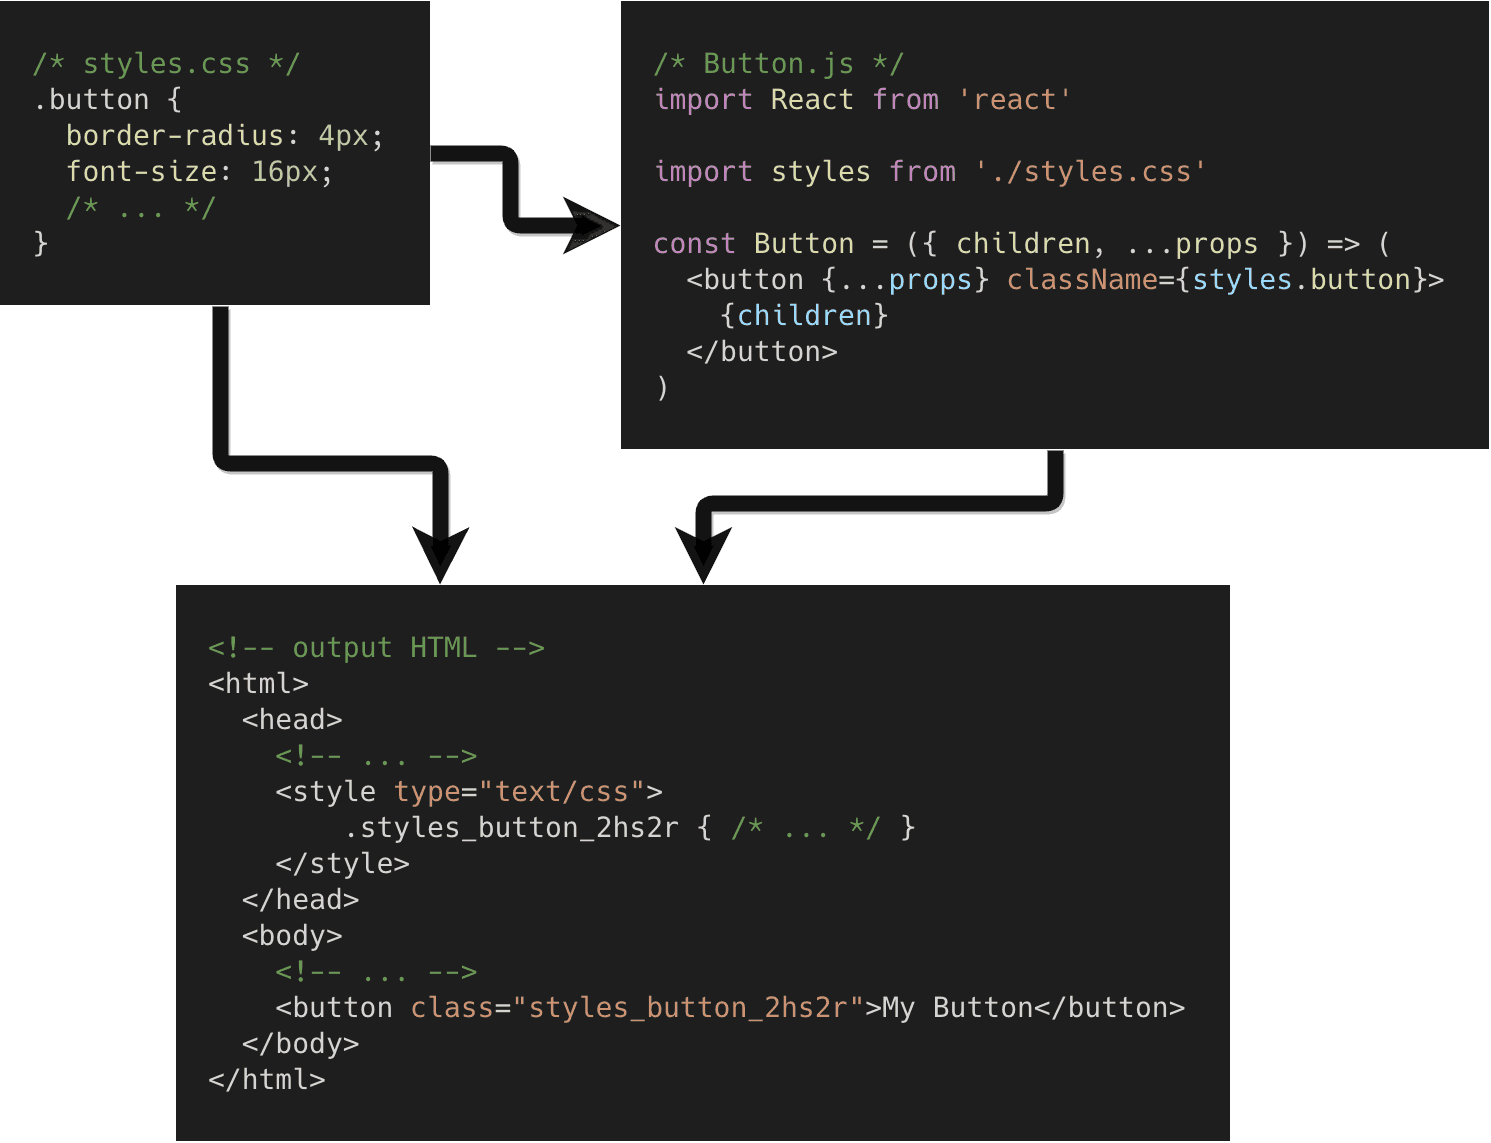 /* styles.css */
.button {
  border-radius: 4px;
  font-size: 16px;
  /* ... */
}
/* Button.js */
import React from 'react'
import styles from './styles.css'
const Button = ({ children, ...props }) => (
  <button {...props} className={styles.button}>
    {children}
  </button>
)
<!-- output HTML -->
<html>
  <head>
    <!-- ... -->
    <style type="text/css">
        .styles_button_2hs2r { /* ... */ }
    </style>
  </head>
  <body>
    <!-- ... -->
    <button class="styles_button_2hs2r">My Button</button>
  </body>
</html>